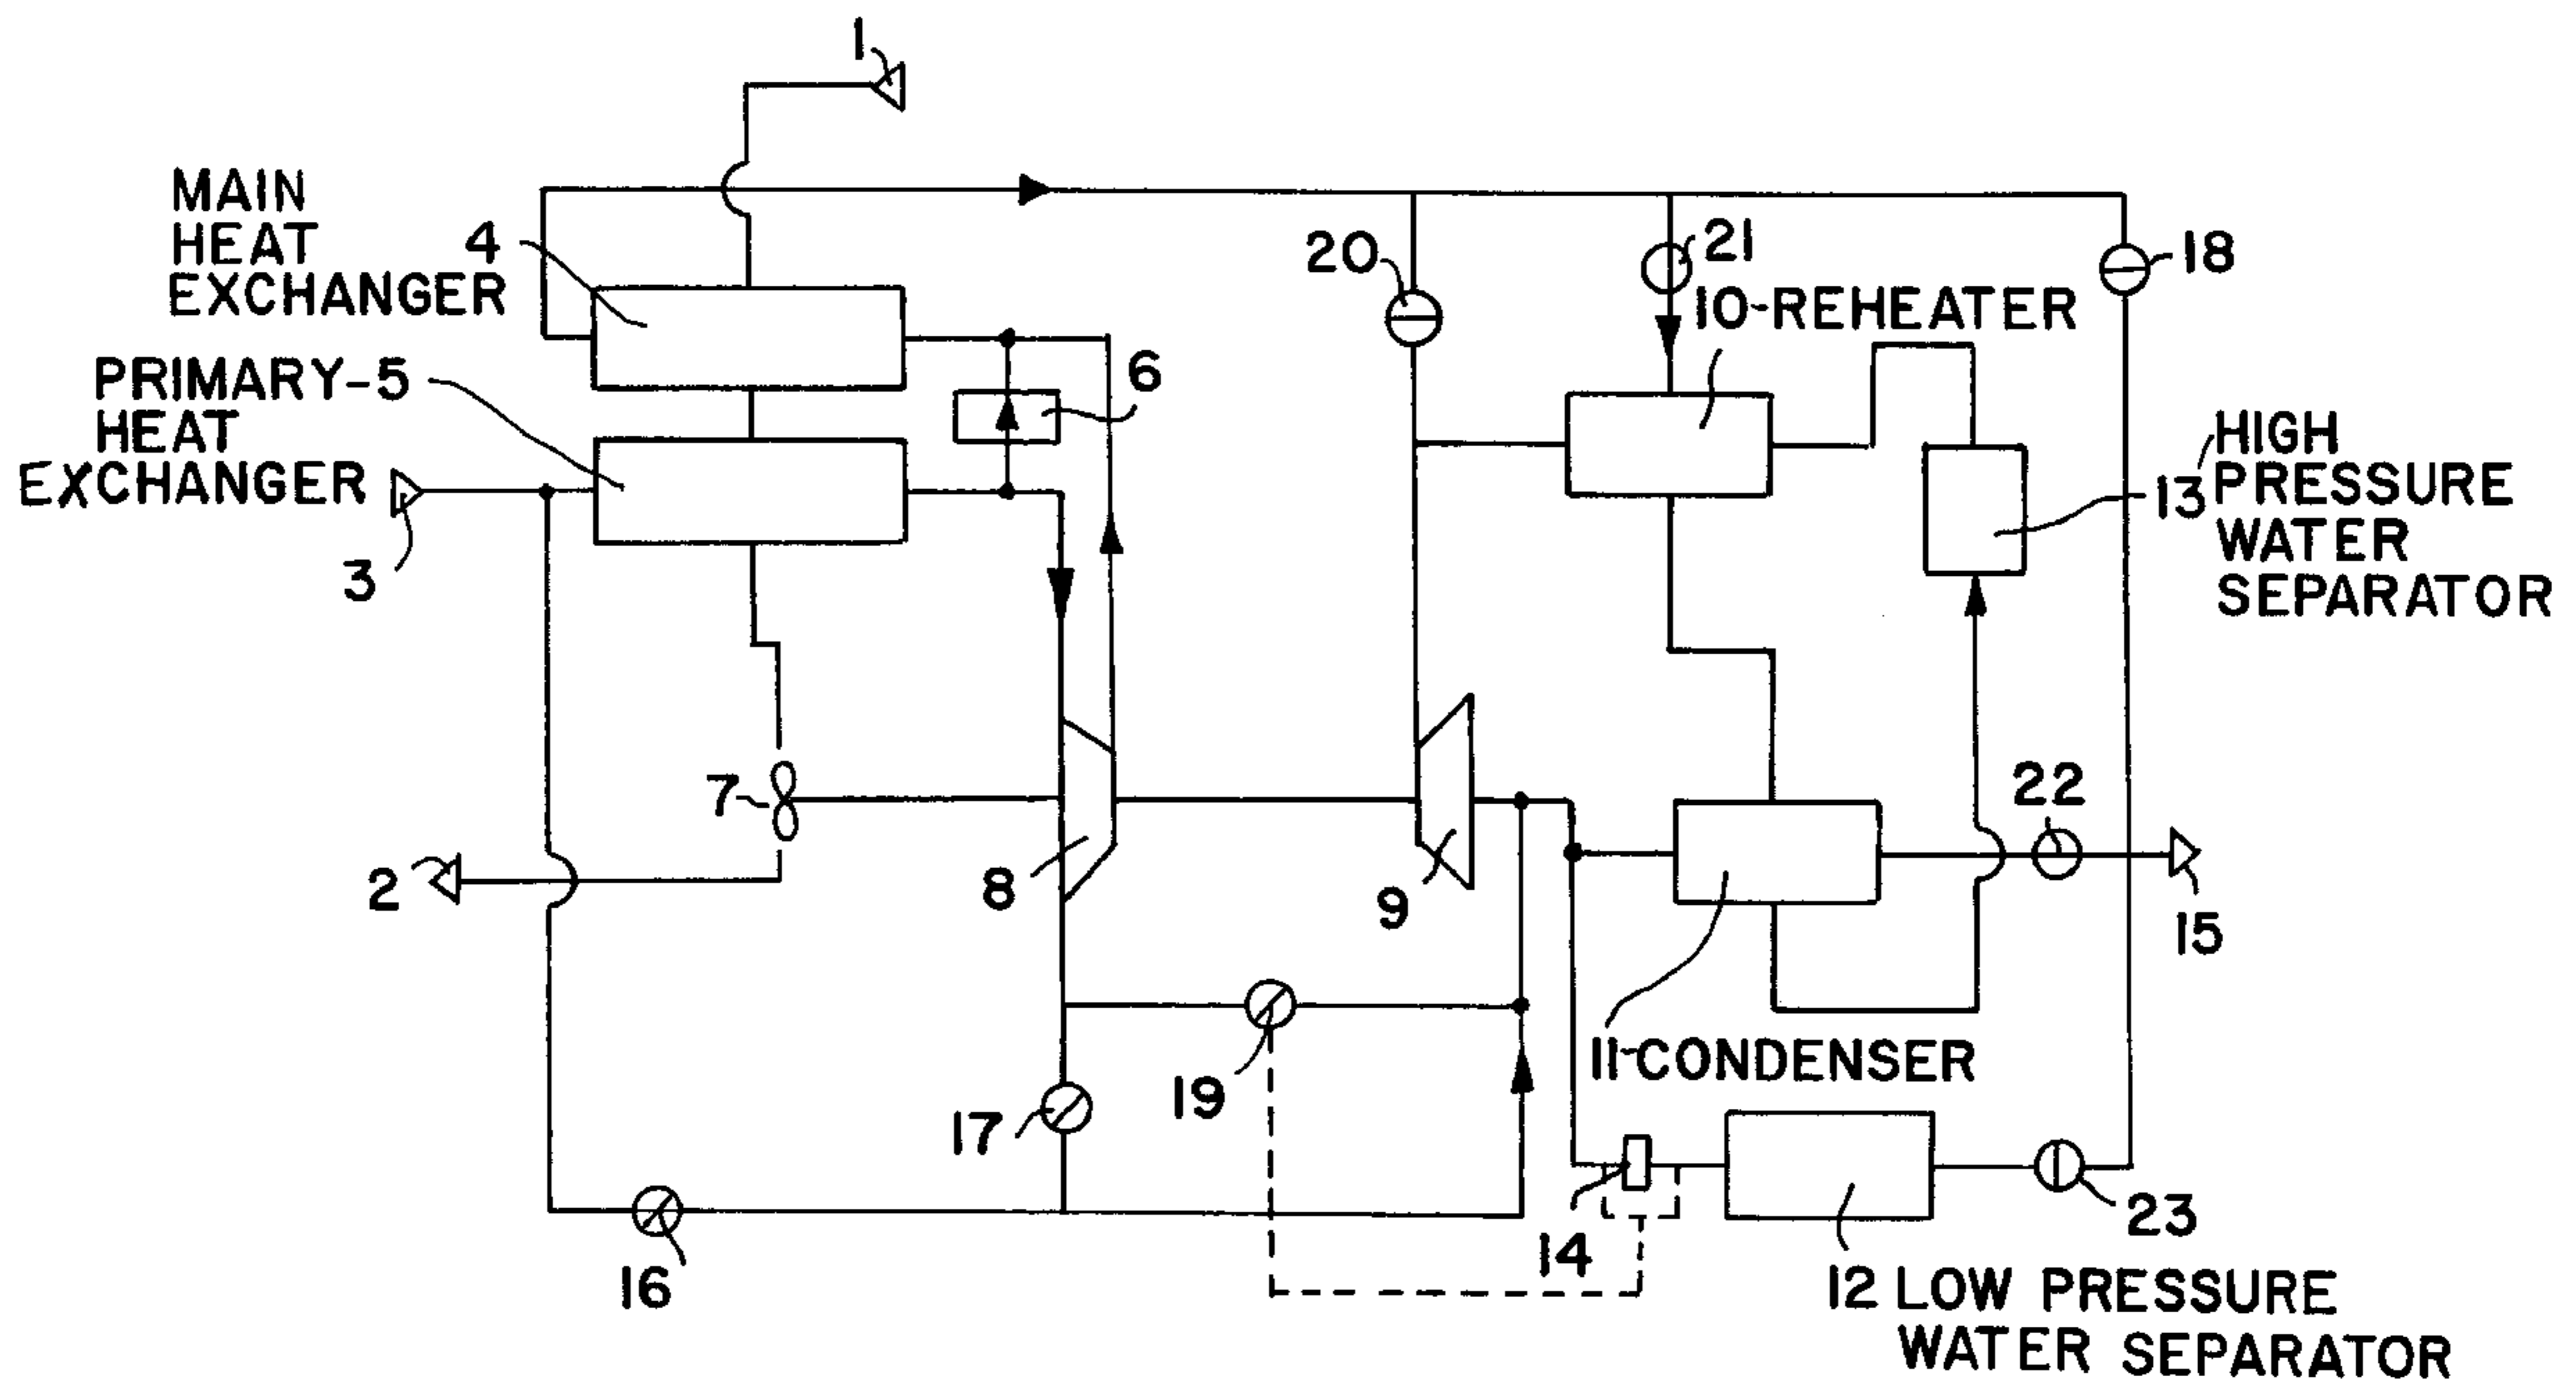 1
MAIN
HEAT
EXCHANGER
4
20
21
18
10-REHEATER
PRIMARY-5
HEAT
EXCHANGER
6
HIGH
13 PRESSURE
WATER
SEPARATOR
3
7
22
2
8
9
15
11-CONDENSER
19
17
14
23
16
12 LOW PRESSURE
WATER SEPARATOR